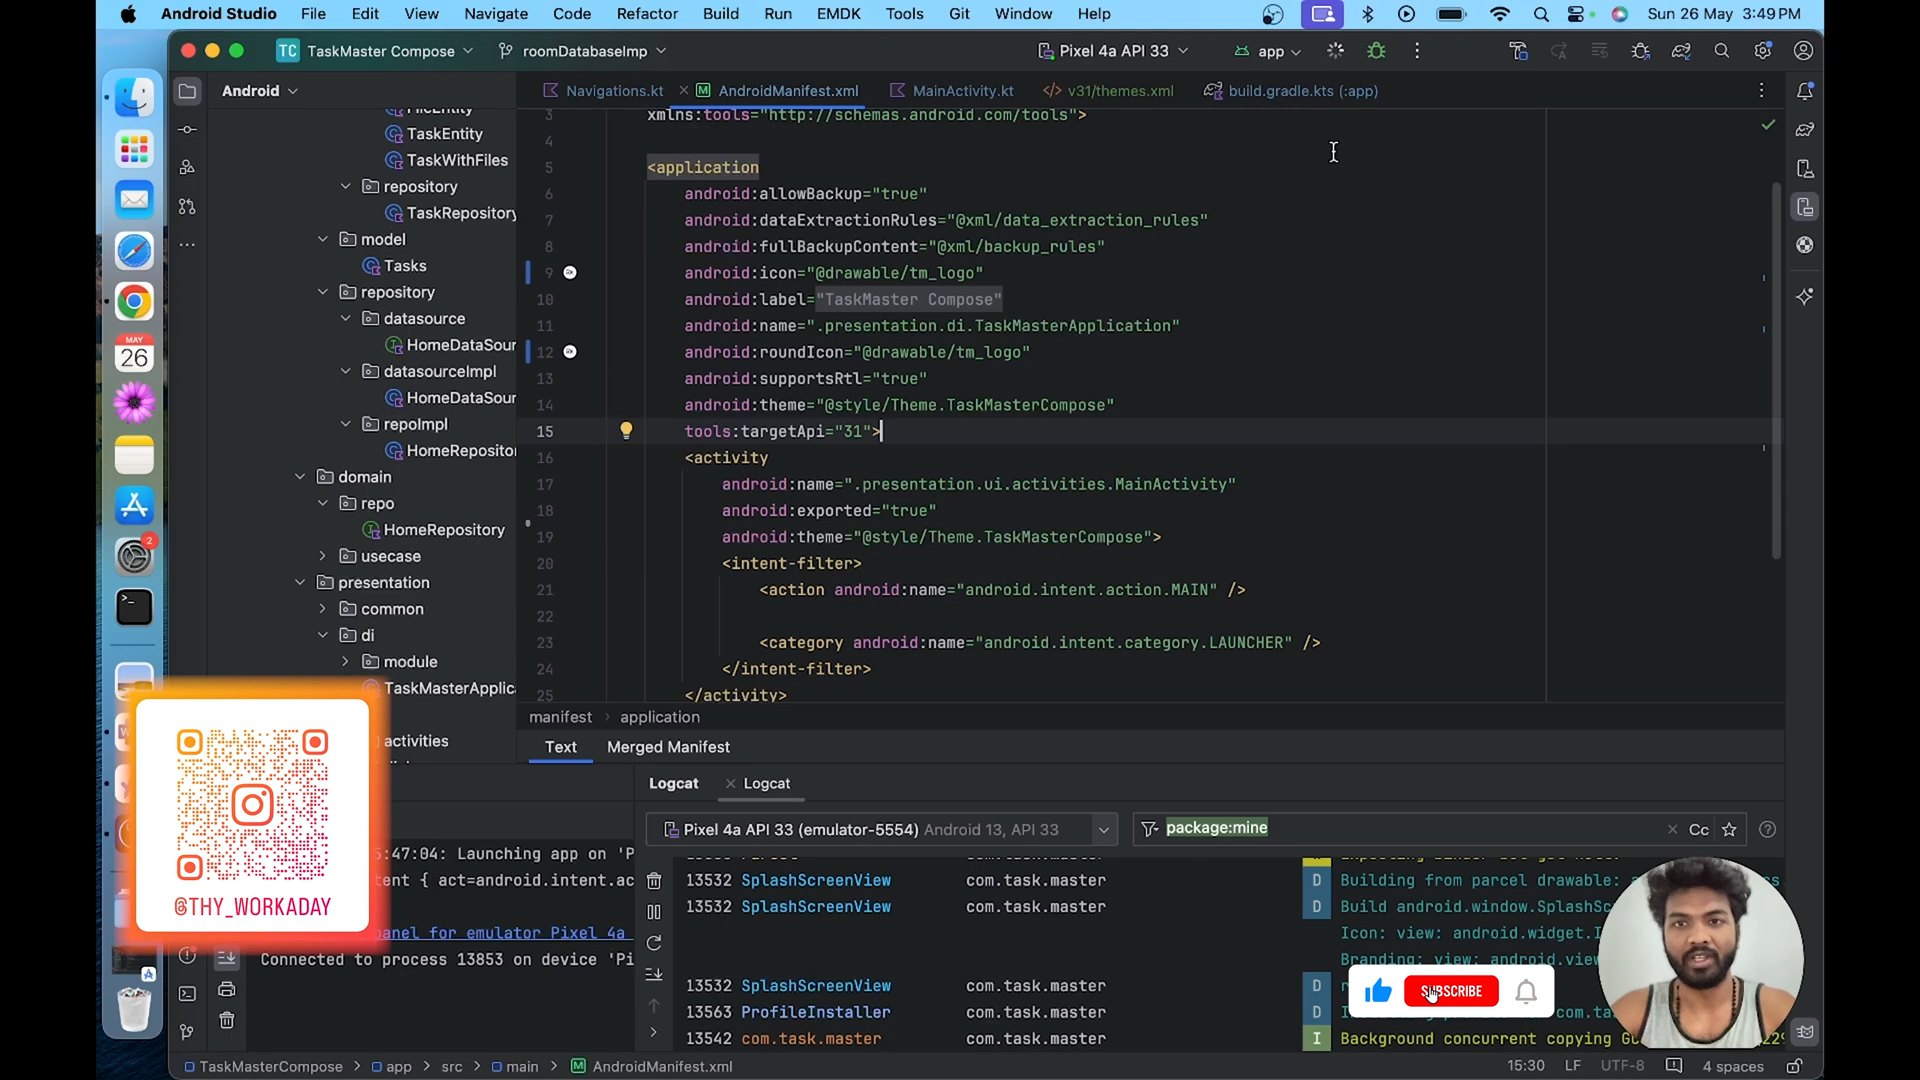 Android Studio File Edit View Navigate Code Refactor Build Run EMDK Tools Git Window Help Sun 26 May 3:49 PM
TC TaskMaster Compose roomDatabaseImp Pixel 4a API 33 app
Android
Navigations.kt AndroidManifest.xml MainActivity.kt v31/themes.xml build.gradle.kts (:app)
TaskEntity
TaskWithFiles
repository
TaskRepository
model
Tasks
repository
datasource
HomeDataSour
datasourceImpl
HomeDataSour
repoImpl
HomeReposito
domain
repo
HomeRepository
usecase
presentation
common
di
module
TaskMasterApplica
activities
3 xmlns:tools="http://schemas.android.com/tools">
4
5 <application
6 android:allowBackup="true"
7 android:dataExtractionRules="@xml/data_extraction_rules"
8 android:fullBackupContent="@xml/backup_rules"
9 android:icon="@drawable/tm_logo"
10 android:label="TaskMaster Compose"
11 android:name=".presentation.di.TaskMasterApplication"
12 android:roundIcon="@drawable/tm_logo"
13 android:supportsRtl="true"
14 android:theme="@style/Theme.TaskMasterCompose"
15 tools:targetApi="31">
16 <activity
17 android:name=".presentation.ui.activities.MainActivity"
18 android:exported="true"
19 android:theme="@style/Theme.TaskMasterCompose">
20 <intent-filter>
21 <action android:name="android.intent.action.MAIN" />
22
23 <category android:name="android.intent.category.LAUNCHER" />
24 </intent-filter>
25 </activity>
manifest › application
Text Merged Manifest
Logcat Logcat
Pixel 4a API 33 (emulator-5554) Android 13, API 33 package:mine Cc
5:47:04: Launching app on 'P
tent { act=android.intent.ac
panel for emulator Pixel 4a
Connected to process 13853 on device 'Pi
13532 SplashScreenView com.task.master D Building from parcel drawable:
13532 SplashScreenView com.task.master D Build android.window.SplashSc
Icon: view: android.widget.I
Branding: view: android.view
13532 SplashScreenView com.task.master D
13563 ProfileInstaller com.task.master D
13542 com.task.master com.task.master I Background concurrent copying
MAY
26
2
@THY_WORKADAY
SUBSCRIBE
TaskMasterCompose › app › src › main › AndroidManifest.xml 15:30 LF UTF-8 4 spaces